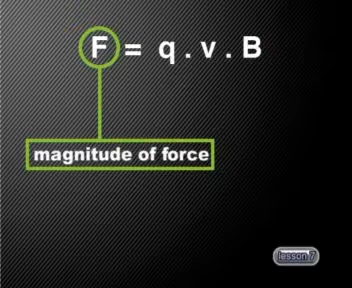 F = q . v . B
magnitude of force
lesson 7